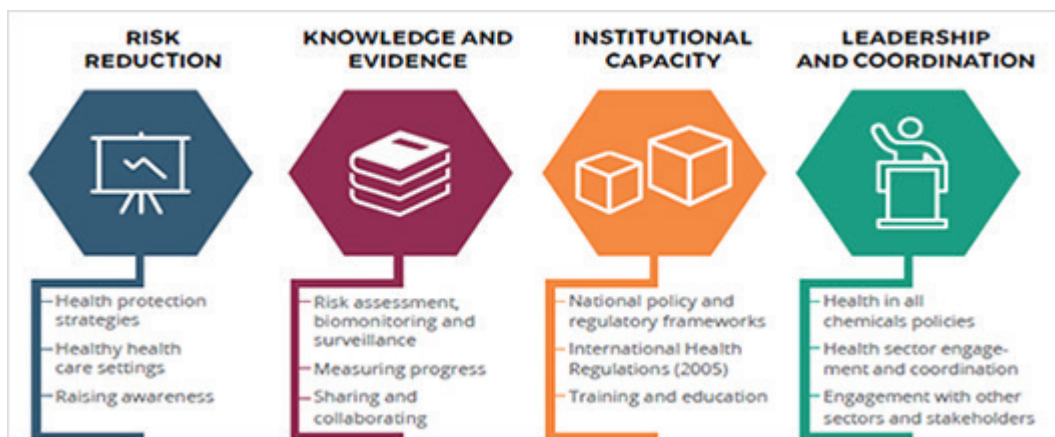 RISK
REDUCTION
Health protection
strategies
Healthy health
care settings
Raising awareness
KNOWLEDGE AND
EVIDENCE
Risk assessment,
biomonitoring and
surveillance
Measuring progress
Sharing and
collaborating
INSTITUTIONAL
CAPACITY
National policy and
regulatory frameworks
International Health
Regulations (2005)
Training and education
LEADERSHIP
AND COORDINATION
Health in all
chemicals policies
Health sector engage-
ment and coordination
Engagement with other
sectors and stakeholders